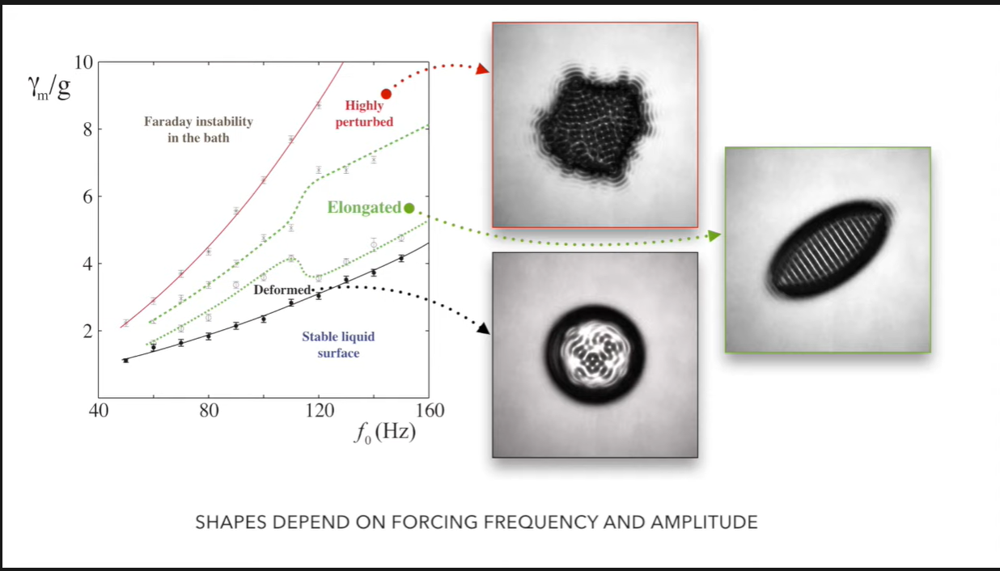 10
γm/g
8
6
4
2
Faraday instability
in the bath
Highly
perturbed
Elongated
Deformed
Stable liquid
surface
40
80
120
160
f0 (Hz)
SHAPES DEPEND ON FORCING FREQUENCY AND AMPLITUDE